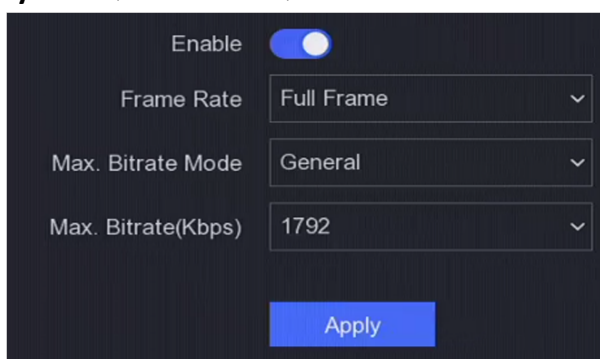 Enable
Frame Rate Full Frame
Max. Bitrate Mode General
Max. Bitrate(Kbps) 1792
Apply